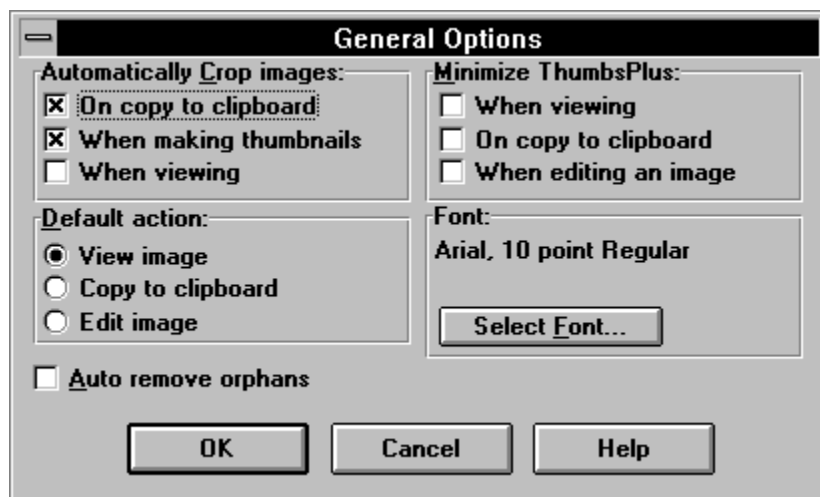 General Options
Automatically Crop images:
On copy to clipboard
When making thumbnails
When viewing
Minimize ThumbsPlus:
When viewing
On copy to clipboard
When editing an image
Default action:
View image
Copy to clipboard
Edit image
Font:
Arial, 10 point Regular
Select Font...
Auto remove orphans
OK
Cancel
Help